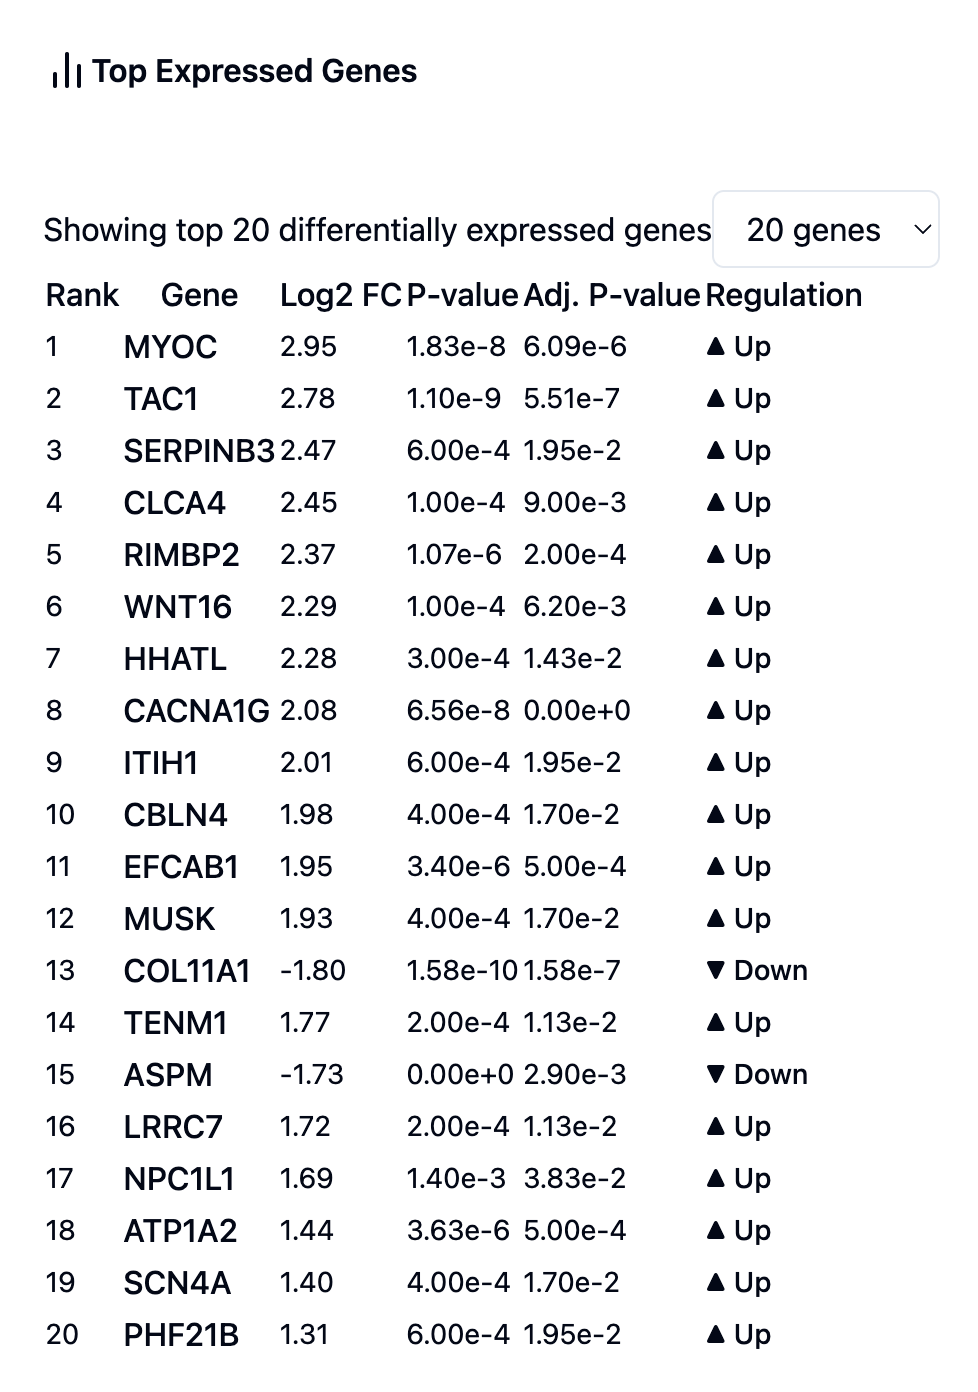 Top Expressed Genes
Showing top 20 differentially expressed genes 20 genes
Rank Gene Log2 FC P-value Adj. P-value Regulation
1 MYOC 2.95 1.83e-8 6.09e-6 ▲ Up
2 TAC1 2.78 1.10e-9 5.51e-7 ▲ Up
3 SERPINB3 2.47 6.00e-4 1.95e-2 ▲ Up
4 CLCA4 2.45 1.00e-4 9.00e-3 ▲ Up
5 RIMBP2 2.37 1.07e-6 2.00e-4 ▲ Up
6 WNT16 2.29 1.00e-4 6.20e-3 ▲ Up
7 HHATL 2.28 3.00e-4 1.43e-2 ▲ Up
8 CACNA1G 2.08 6.56e-8 0.00e+0 ▲ Up
9 ITIH1 2.01 6.00e-4 1.95e-2 ▲ Up
10 CBLN4 1.98 4.00e-4 1.70e-2 ▲ Up
11 EFCAB1 1.95 3.40e-6 5.00e-4 ▲ Up
12 MUSK 1.93 4.00e-4 1.70e-2 ▲ Up
13 COL11A1 -1.80 1.58e-10 1.58e-7 ▼ Down
14 TENM1 1.77 2.00e-4 1.13e-2 ▲ Up
15 ASPM -1.73 0.00e+0 2.90e-3 ▼ Down
16 LRRC7 1.72 2.00e-4 1.13e-2 ▲ Up
17 NPC1L1 1.69 1.40e-3 3.83e-2 ▲ Up
18 ATP1A2 1.44 3.63e-6 5.00e-4 ▲ Up
19 SCN4A 1.40 4.00e-4 1.70e-2 ▲ Up
20 PHF21B 1.31 6.00e-4 1.95e-2 ▲ Up